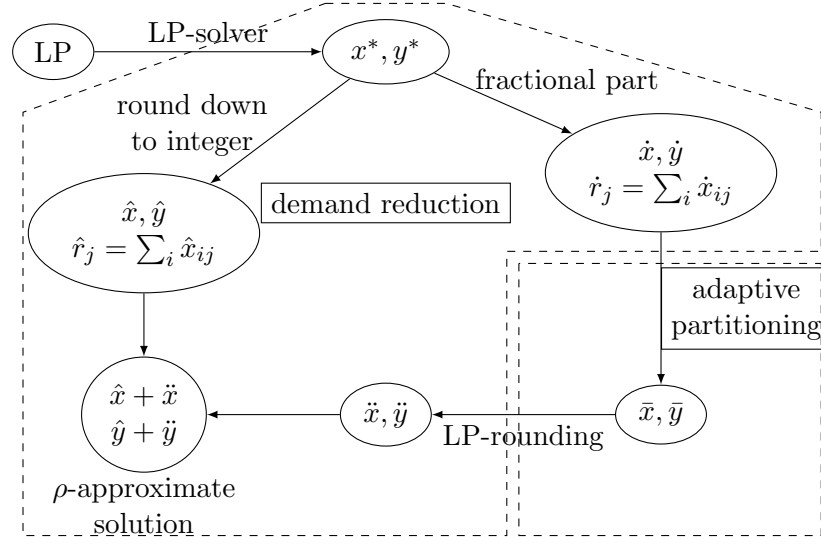 LP
LP-solver
x*, y*
fractional part
round down
to integer
ẋ, ẏ
ṙ_j = ∑_i ẋ_ij
demand reduction
x̂, ŷ
r̂_j = ∑_i x̂_ij
adaptive
partitioning
x̂ + ẍ
ŷ + ÿ
ẍ, ÿ
LP-rounding
x̄, ȳ
ρ-approximate
solution